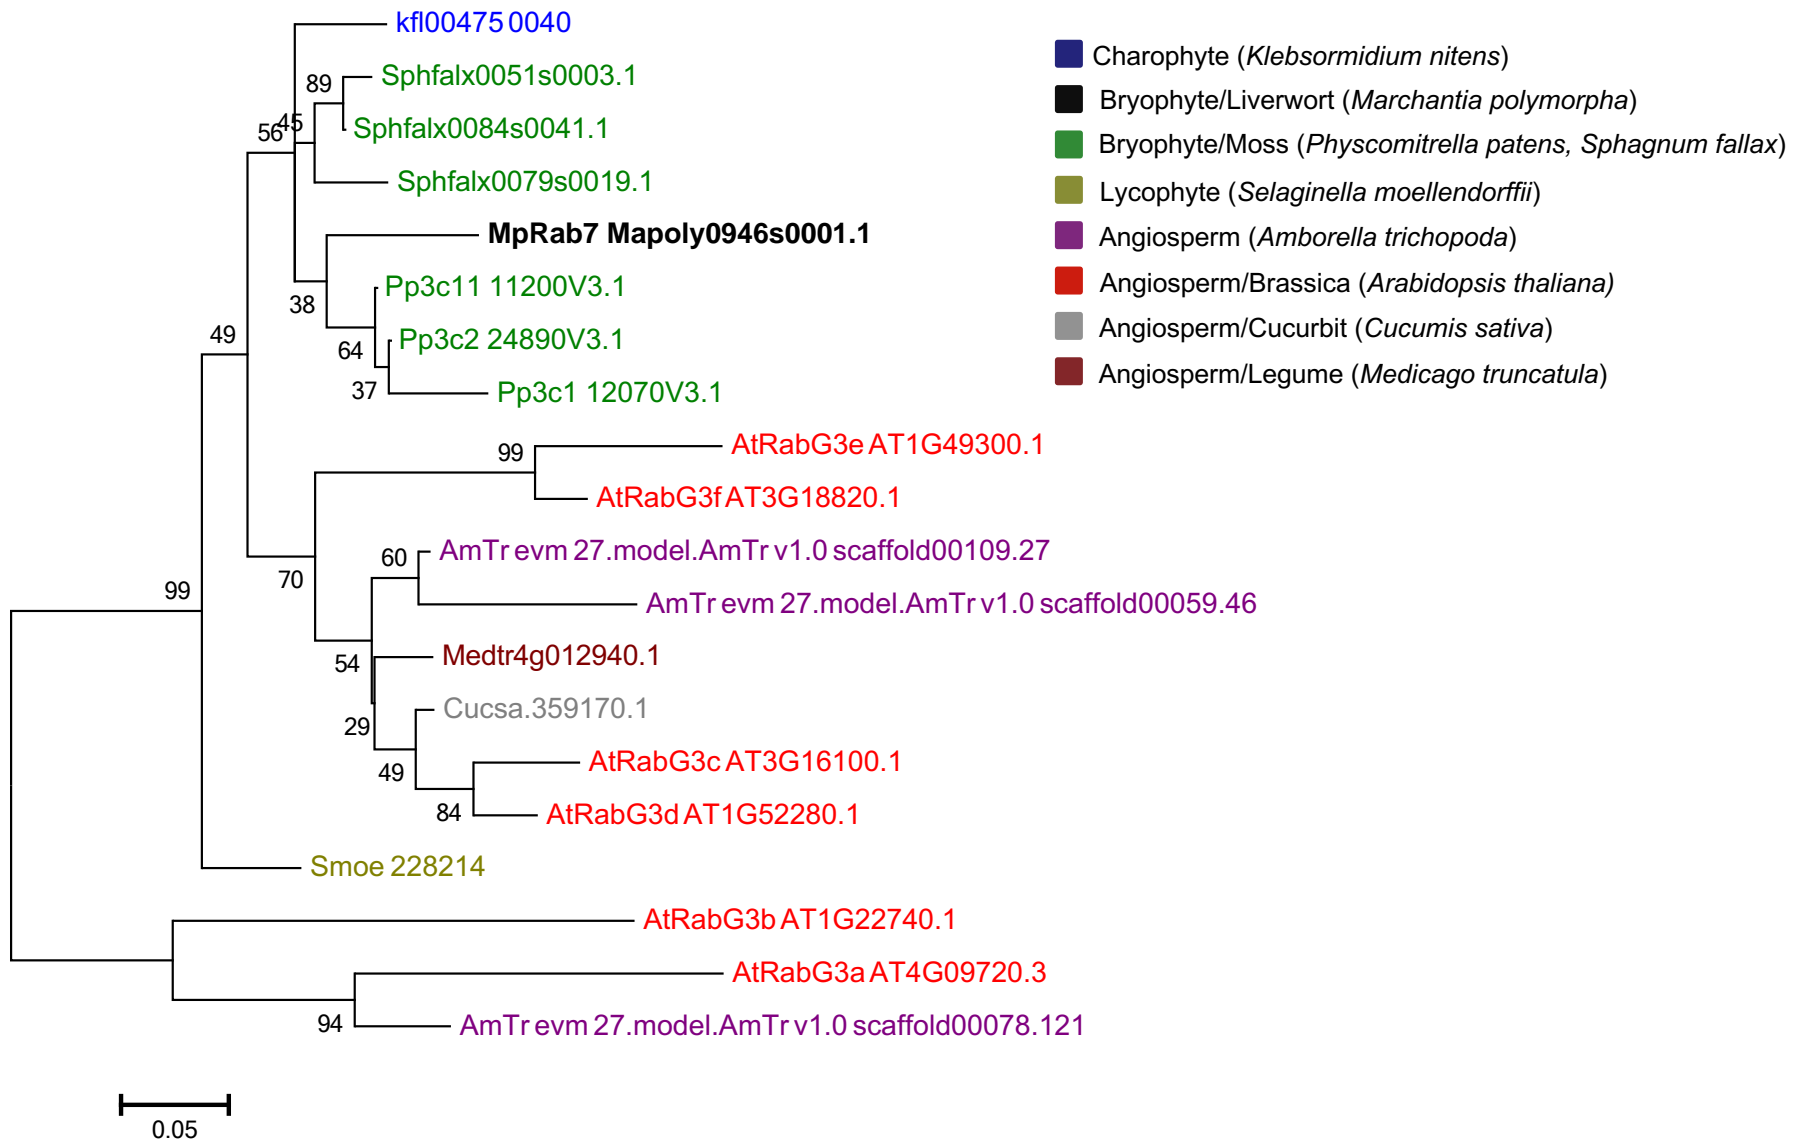 kfl00475 0040
89
Sphfalx0051s0003.1
45
56
Sphfalx0084s0041.1
Sphfalx0079s0019.1
MpRab7 Mapoly0946s0001.1
38
Pp3c11 11200V3.1
49
64
Pp3c2 24890V3.1
37
Pp3c1 12070V3.1
99
AtRabG3e AT1G49300.1
AtRabG3f AT3G18820.1
60
AmTr evm 27.model.AmTr v1.0 scaffold00109.27
70
99
AmTr evm 27.model.AmTr v1.0 scaffold00059.46
54
Medtr4g012940.1
29
Cucsa.359170.1
49
AtRabG3c AT3G16100.1
84
AtRabG3d AT1G52280.1
Smoe 228214
AtRabG3b AT1G22740.1
AtRabG3a AT4G09720.3
94
AmTr evm 27.model.AmTr v1.0 scaffold00078.121
0.05
Charophyte (Klebsormidium nitens)
Bryophyte/Liverwort (Marchantia polymorpha)
Bryophyte/Moss (Physcomitrella patens, Sphagnum fallax)
Lycophyte (Selaginella moellendorffii)
Angiosperm (Amborella trichopoda)
Angiosperm/Brassica (Arabidopsis thaliana)
Angiosperm/Cucurbit (Cucumis sativa)
Angiosperm/Legume (Medicago truncatula)